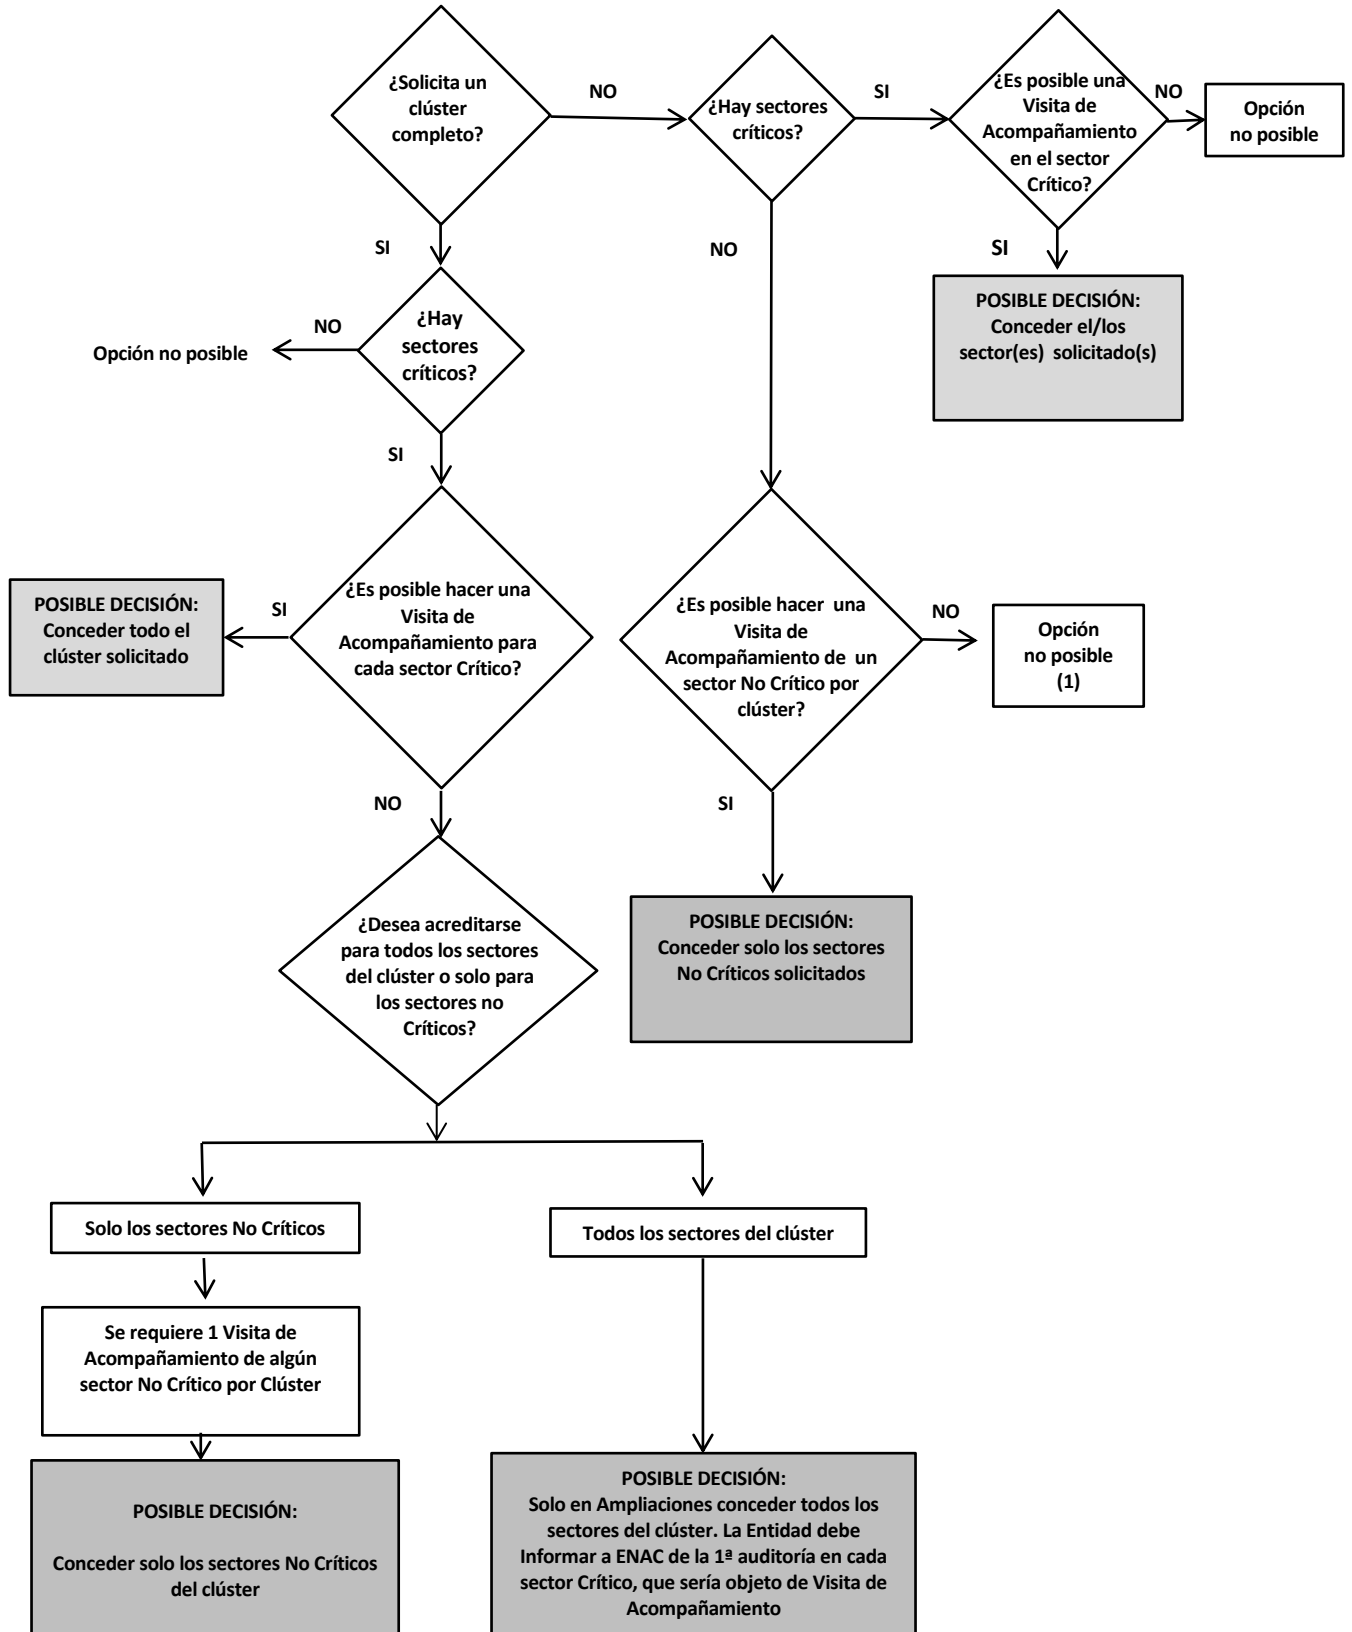 ¿Solicita un
clúster
completo?
NO
¿Hay sectores
críticos?
SI
¿Es posible una
Visita de
Acompañamiento
en el sector
Crítico?
NO
Opción
no posible
SI
NO
SI
POSIBLE DECISIÓN:
Conceder el/los
sector(es) solicitado(s)
¿Hay
sectores
críticos?
NO
Opción no posible
SI
¿Es posible hacer una
Visita de
Acompañamiento para
cada sector Crítico?
SI
POSIBLE DECISIÓN:
Conceder todo el
clúster solicitado
¿Es posible hacer una
Visita de
Acompañamiento de un
sector No Crítico por
clúster?
NO
Opción
no posible
(1)
NO
SI
¿Desea acreditarse
para todos los sectores
del clúster o solo para
los sectores no
Críticos?
POSIBLE DECISIÓN:
Conceder solo los sectores
No Críticos solicitados
Solo los sectores No Críticos
Todos los sectores del clúster
Se requiere 1 Visita de
Acompañamiento de algún
sector No Crítico por Clúster
POSIBLE DECISIÓN:
Conceder solo los sectores No Críticos
del clúster
POSIBLE DECISIÓN:
Solo en Ampliaciones conceder todos los
sectores del clúster. La Entidad debe
Informar a ENAC de la 1ª auditoría en cada
sector Crítico, que sería objeto de Visita de
Acompañamiento